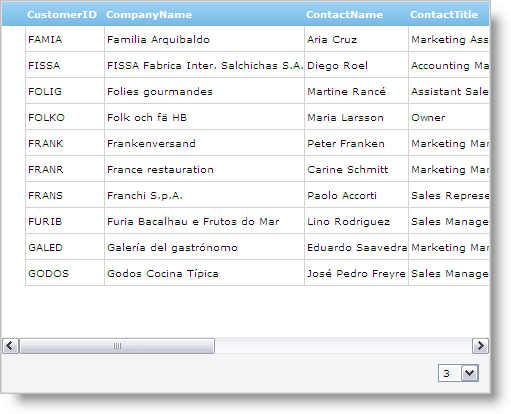 CustomerID CompanyName ContactName ContactTitle
FAMIA Familia Arquibaldo Aria Cruz Marketing Ass
FISSA FISSA Fabrica Inter. Salchichas S.A. Diego Roel Accounting Ma
FOLIG Folies gourmandes Martine Rancé Assistant Sale
FOLKO Folk och fä HB Maria Larsson Owner
FRANK Frankenversand Peter Franken Marketing Mar
FRANR France restauration Carine Schmitt Marketing Mar
FRANS Franchi S.p.A. Paolo Accorti Sales Represe
FURIB Furia Bacalhau e Frutos do Mar Lino Rodriguez Sales Manage
GALED Galería del gastrónomo Eduardo Saavedra Marketing Mar
GODOS Godos Cocina Típica José Pedro Freyre Sales Manage
3